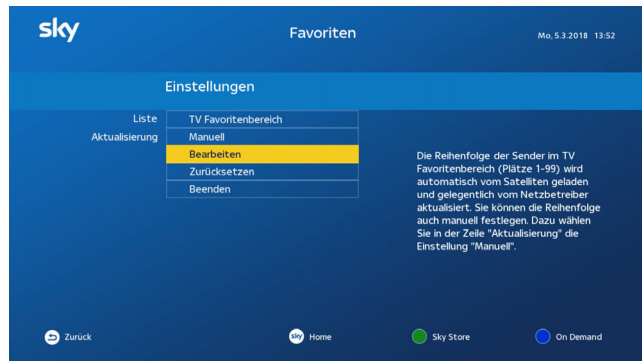 sky
Favoriten
Mo, 5.3.2018 13:52
Einstellungen
Liste TV Favoritenbereich
Aktualisierung Manuell
Bearbeiten
Zurücksetzen
Beenden
Die Reihenfolge der Sender im TV
Favoritenbereich (Plätze 1-99) wird
automatisch vom Satelliten geladen
und gelegentlich vom Netzbetreiber
aktualisiert. Sie können die Reihenfolge
auch manuell festlegen. Dazu wählen
Sie in der Zeile "Aktualisierung" die
Einstellung "Manuell".
Zurück
sky Home
Sky Store
On Demand